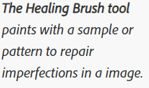 The Healing Brush tool
paints with a sample or
pattern to repair
imperfections in a image.